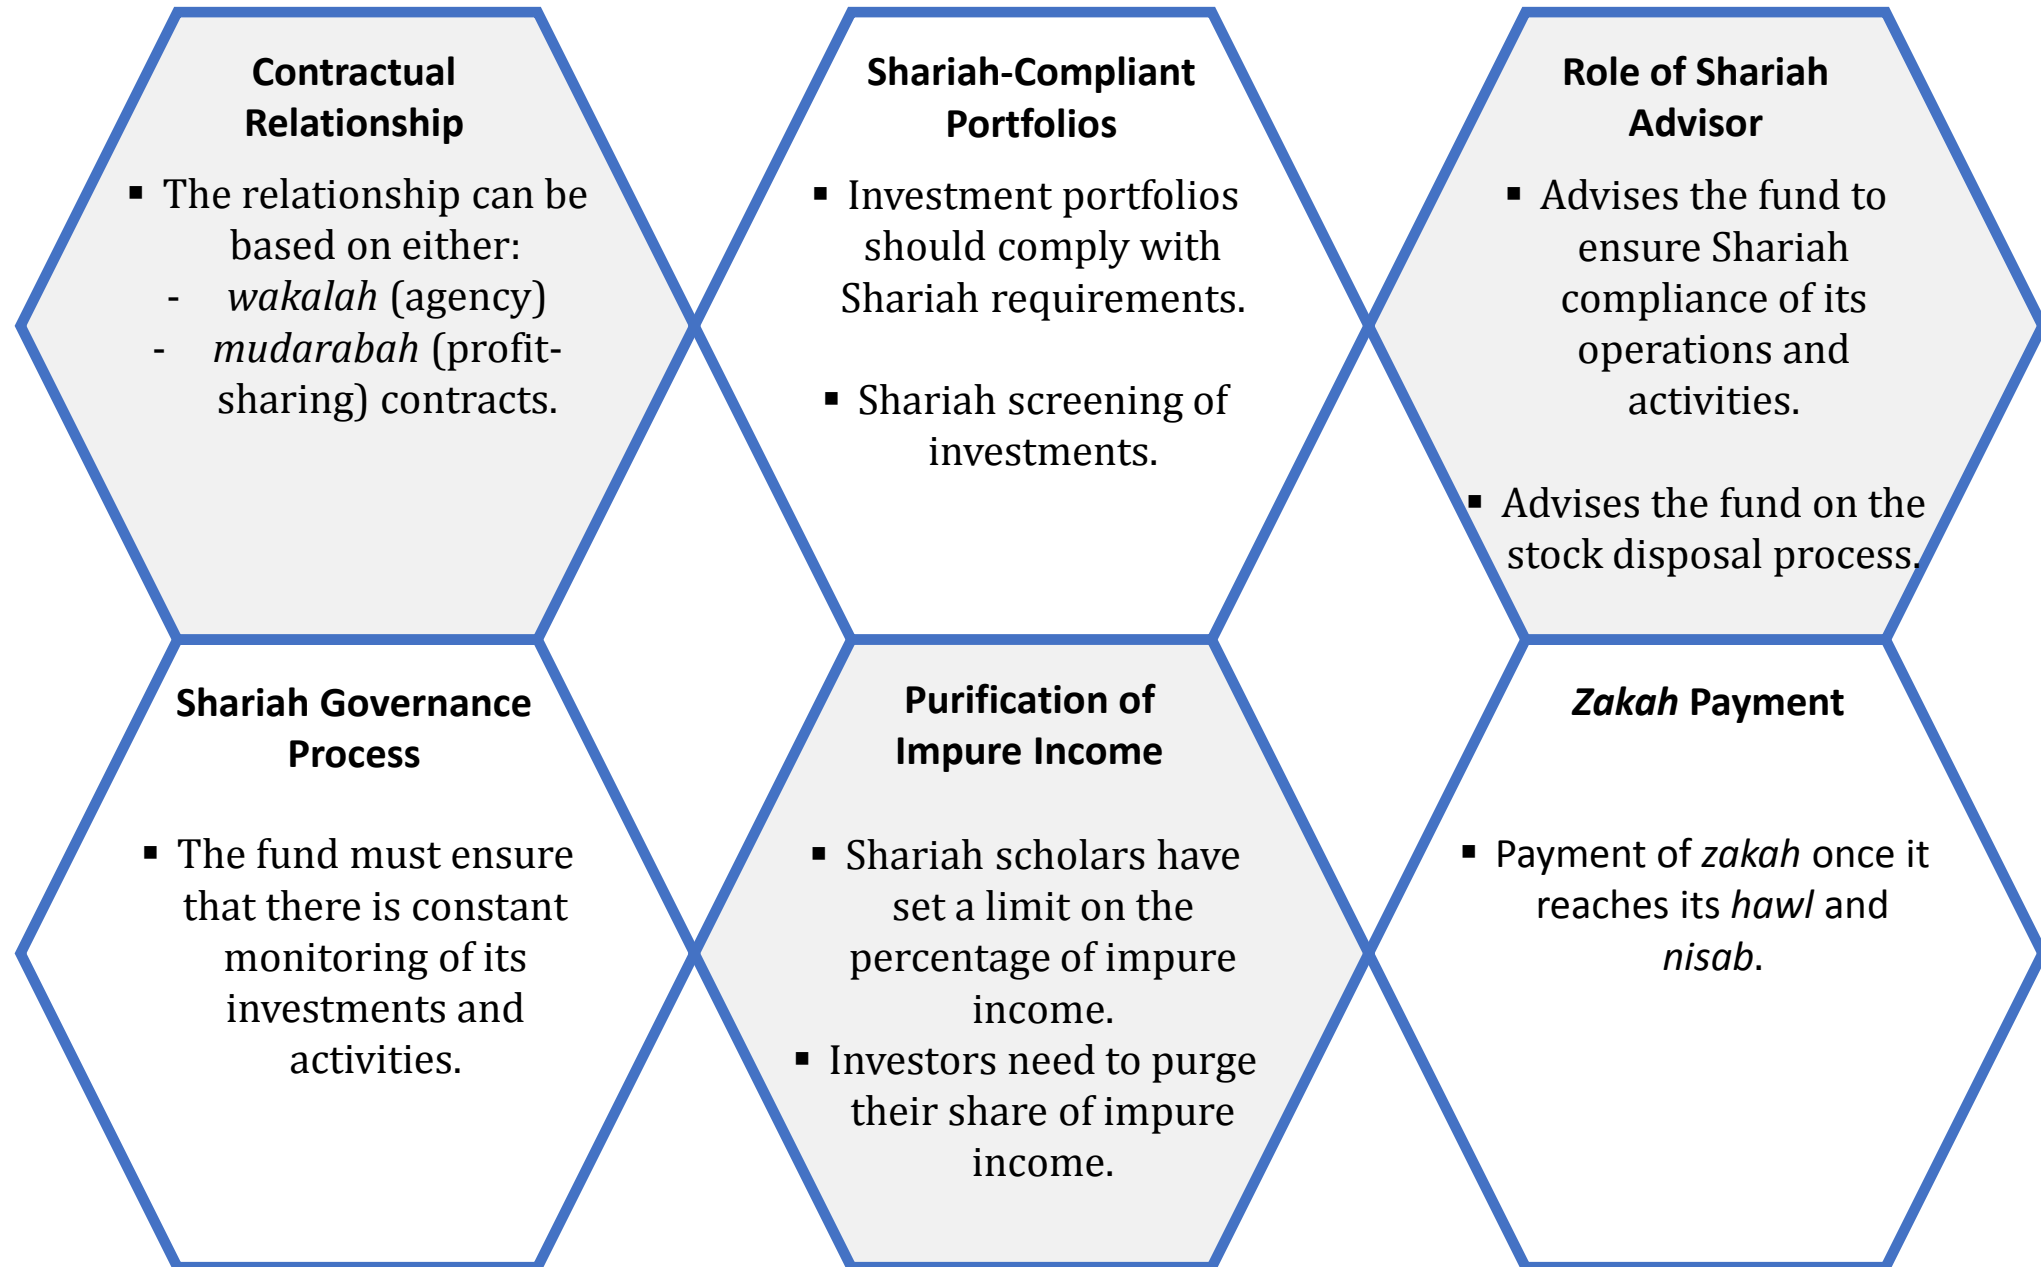 Contractual
Relationship
▪ The relationship can be
based on either:
- wakalah (agency)
- mudarabah (profit-
sharing) contracts.
Shariah-Compliant
Portfolios
▪ Investment portfolios
should comply with
Shariah requirements.
▪ Shariah screening of
investments.
Role of Shariah
Advisor
▪ Advises the fund to
ensure Shariah
compliance of its
operations and
activities.
▪ Advises the fund on the
stock disposal process.
Shariah Governance
Process
▪ The fund must ensure
that there is constant
monitoring of its
investments and
activities.
Purification of
Impure Income
▪ Shariah scholars have
set a limit on the
percentage of impure
income.
▪ Investors need to purge
their share of impure
income.
Zakah Payment
▪ Payment of zakah once it
reaches its hawl and
nisab.